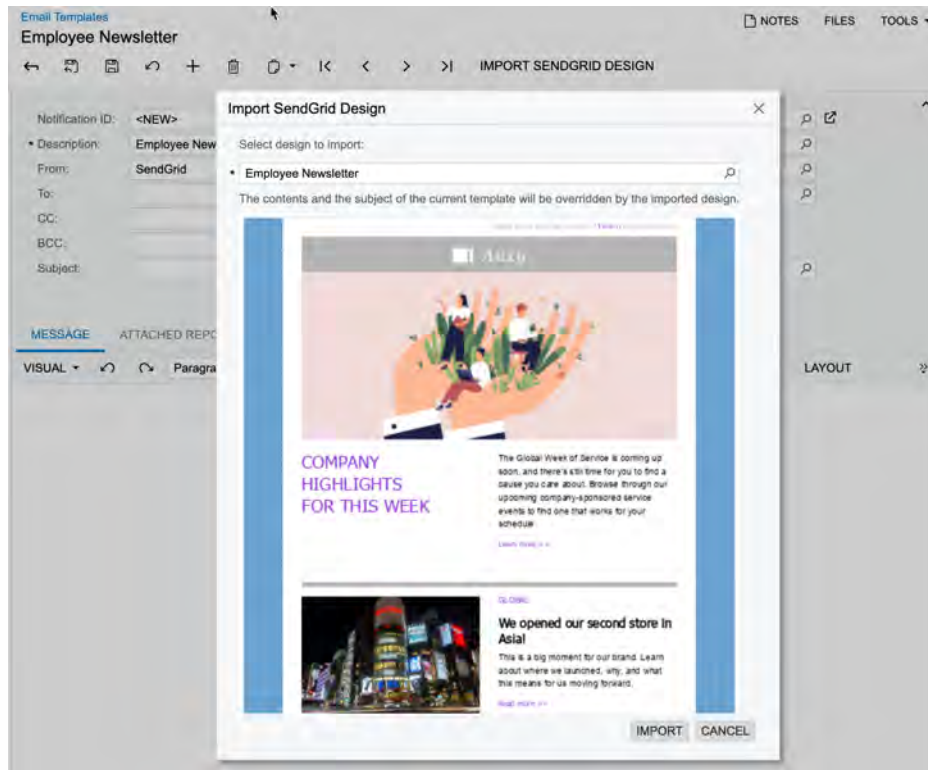 Email Templates
Employee Newsletter
NOTES FILES TOOLS
IMPORT SENDGRID DESIGN
Import SendGrid Design
Notification ID: <NEW>
Description: Employee New
From: SendGrid
To:
CC:
BCC:
Subject:
Select design to import:
Employee Newsletter
The contents and the subject of the current template will be overridden by the imported design.
MESSAGE ATTACHED REPO
VISUAL Paragra LAYOUT
COMPANY
HIGHLIGHTS
FOR THIS WEEK
The Global Week of Service is coming up
soon, and there's still time for you to find a
cause you care about. Browse through our
upcoming company-sponsored service
events to find one that works for your
schedule
Learn more >>
GLOBAL
We opened our second store in
Asia!
This is a big moment for our brand. Learn
about where we launched, why, and what
this means for us moving forward.
Read more >>
IMPORT CANCEL